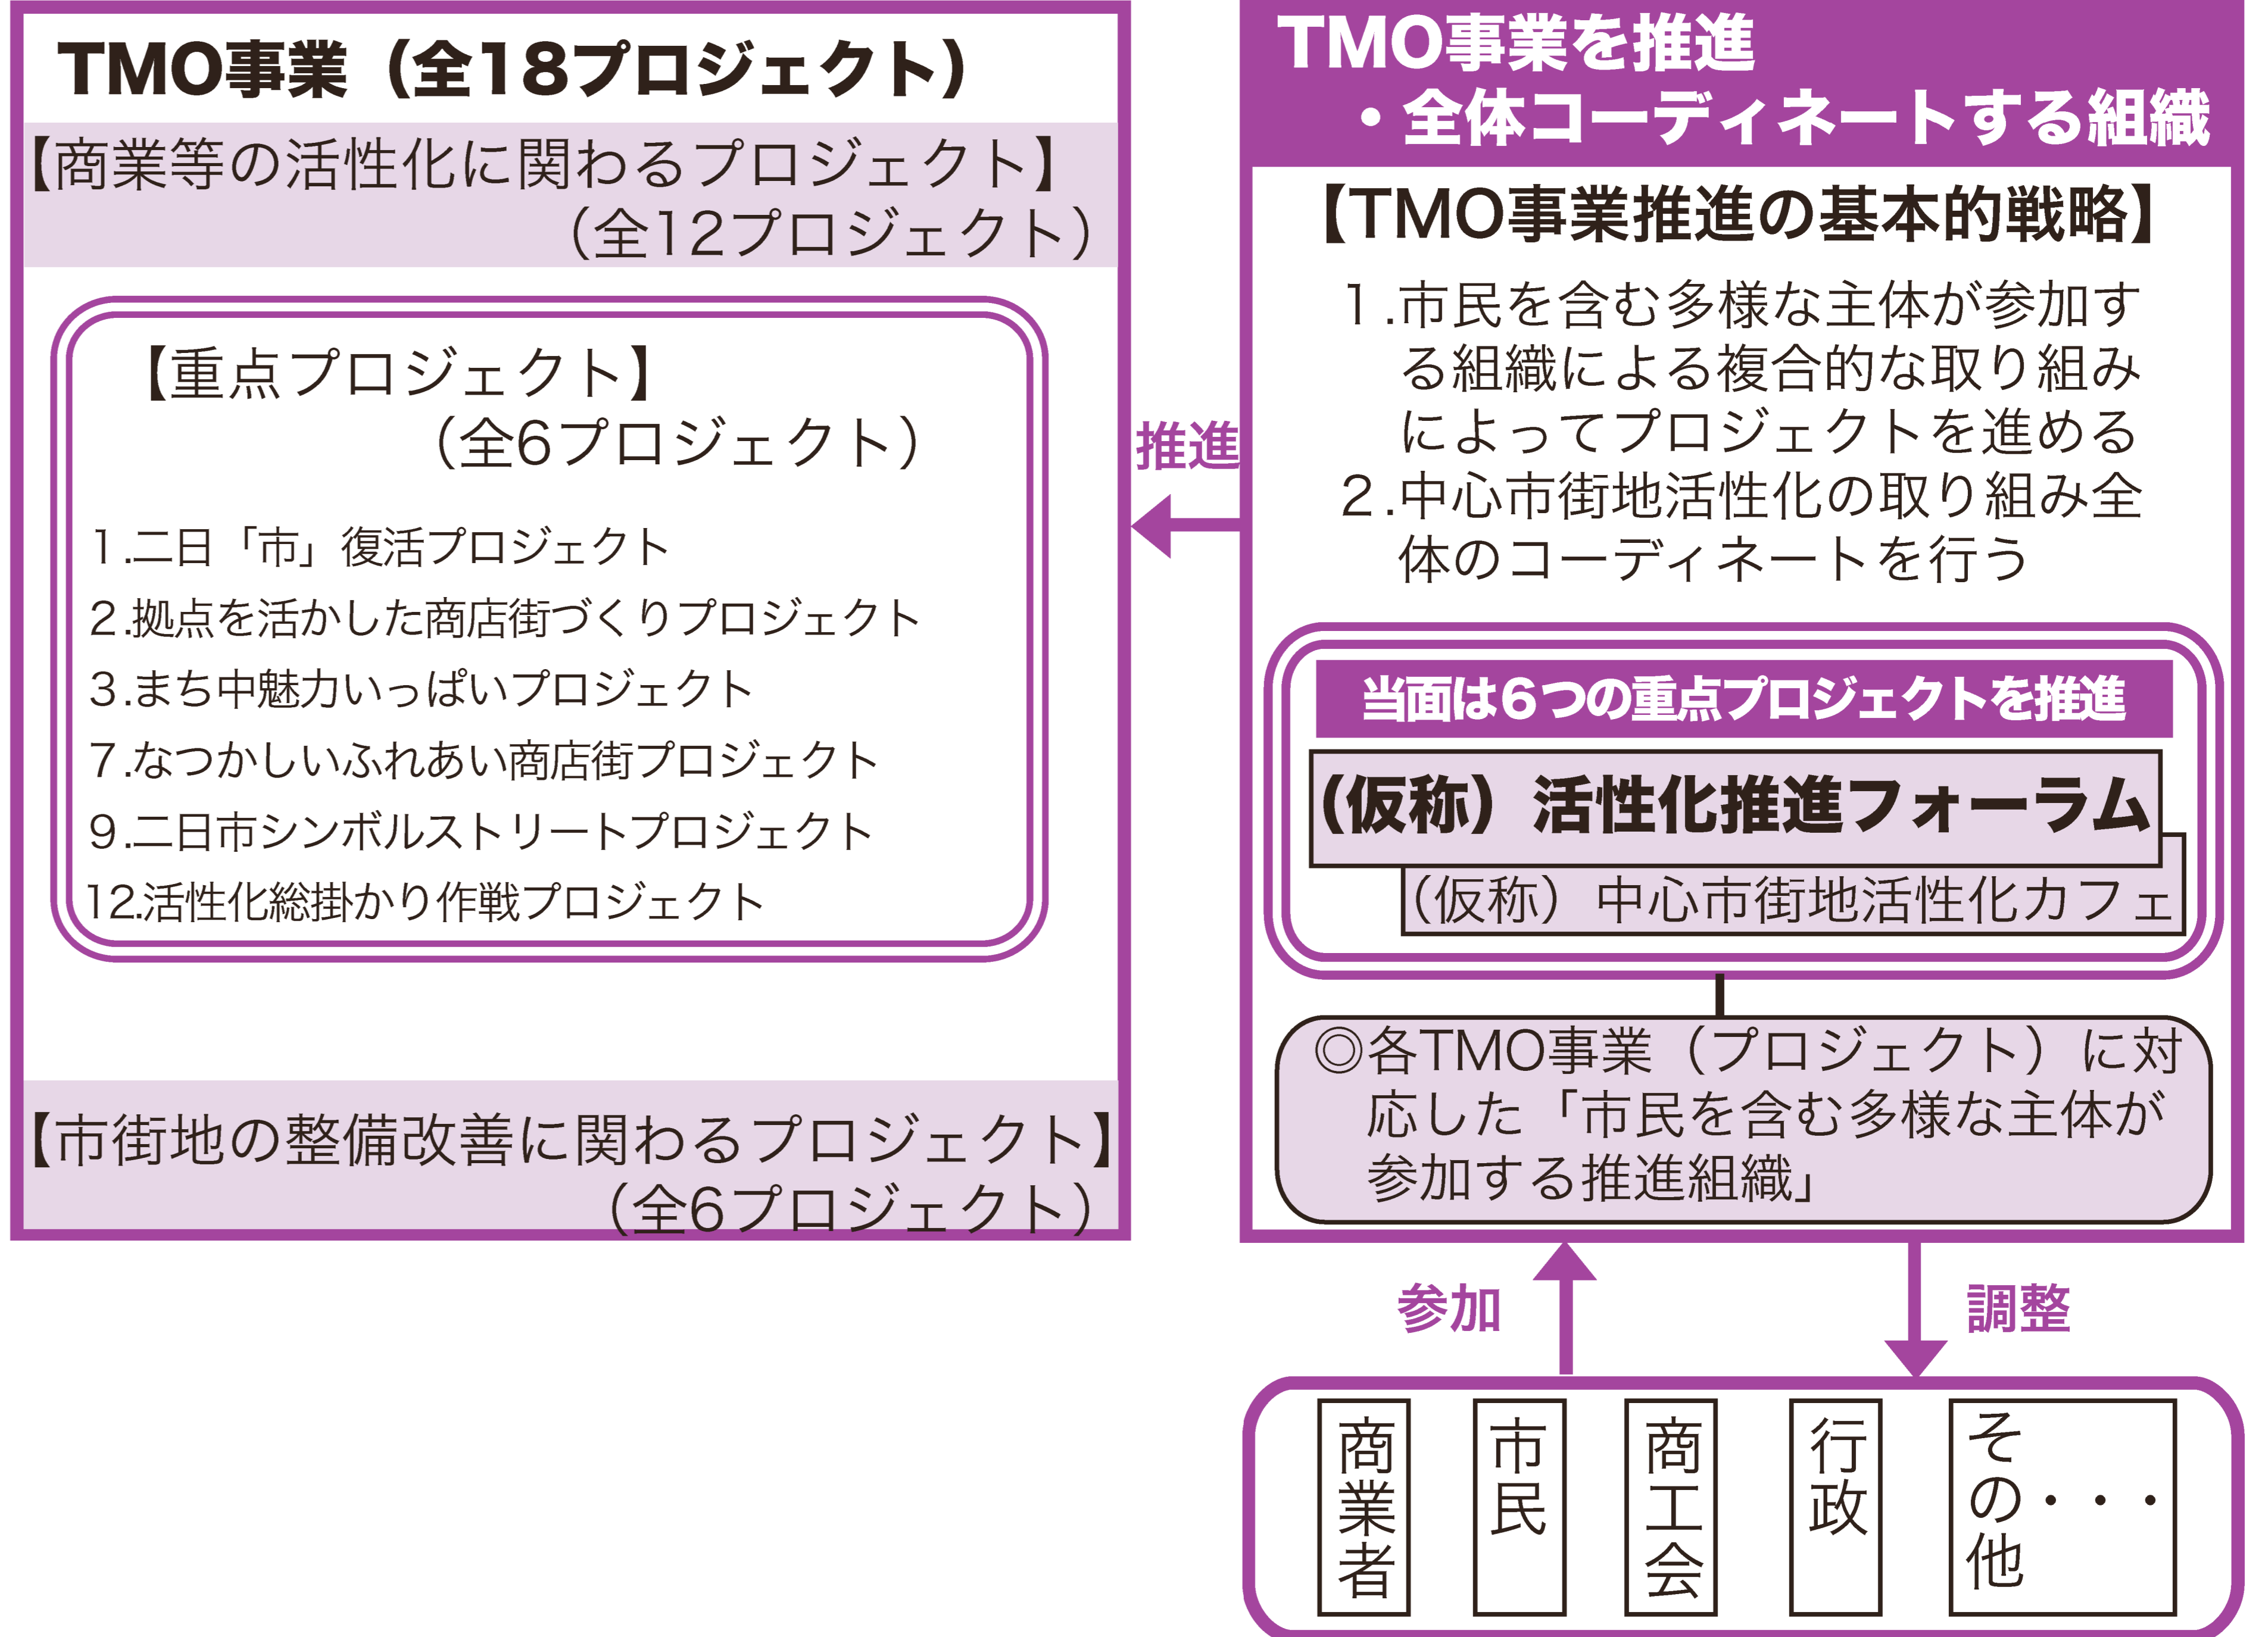 TMO事業（全18プロジェクト）
【商業等の活性化に関わるプロジェクト】
（全12プロジェクト）
【重点プロジェクト】
（全6プロジェクト）
１.二日「市」復活プロジェクト
２.拠点を活かした商店街づくりプロジェクト
３.まち中魅力いっぱいプロジェクト
７.なつかしいふれあい商店街プロジェクト
９.二日市シンボルストリートプロジェクト
12.活性化総掛かり作戦プロジェクト
【市街地の整備改善に関わるプロジェクト】
（全6プロジェクト）
推進
TMO事業を推進
・全体コーディネートする組織
【TMO事業推進の基本的戦略】
１.市民を含む多様な主体が参加す
る組織による複合的な取り組み
によってプロジェクトを進める
２.中心市街地活性化の取り組み全
体のコーディネートを行う
当面は６つの重点プロジェクトを推進
（仮称）活性化推進フォーラム
（仮称）中心市街地活性化カフェ
◎各TMO事業（プロジェクト）に対
応した「市民を含む多様な主体が
参加する推進組織」
参加
調整
商業者
市民
商工会
行政
その他・・・